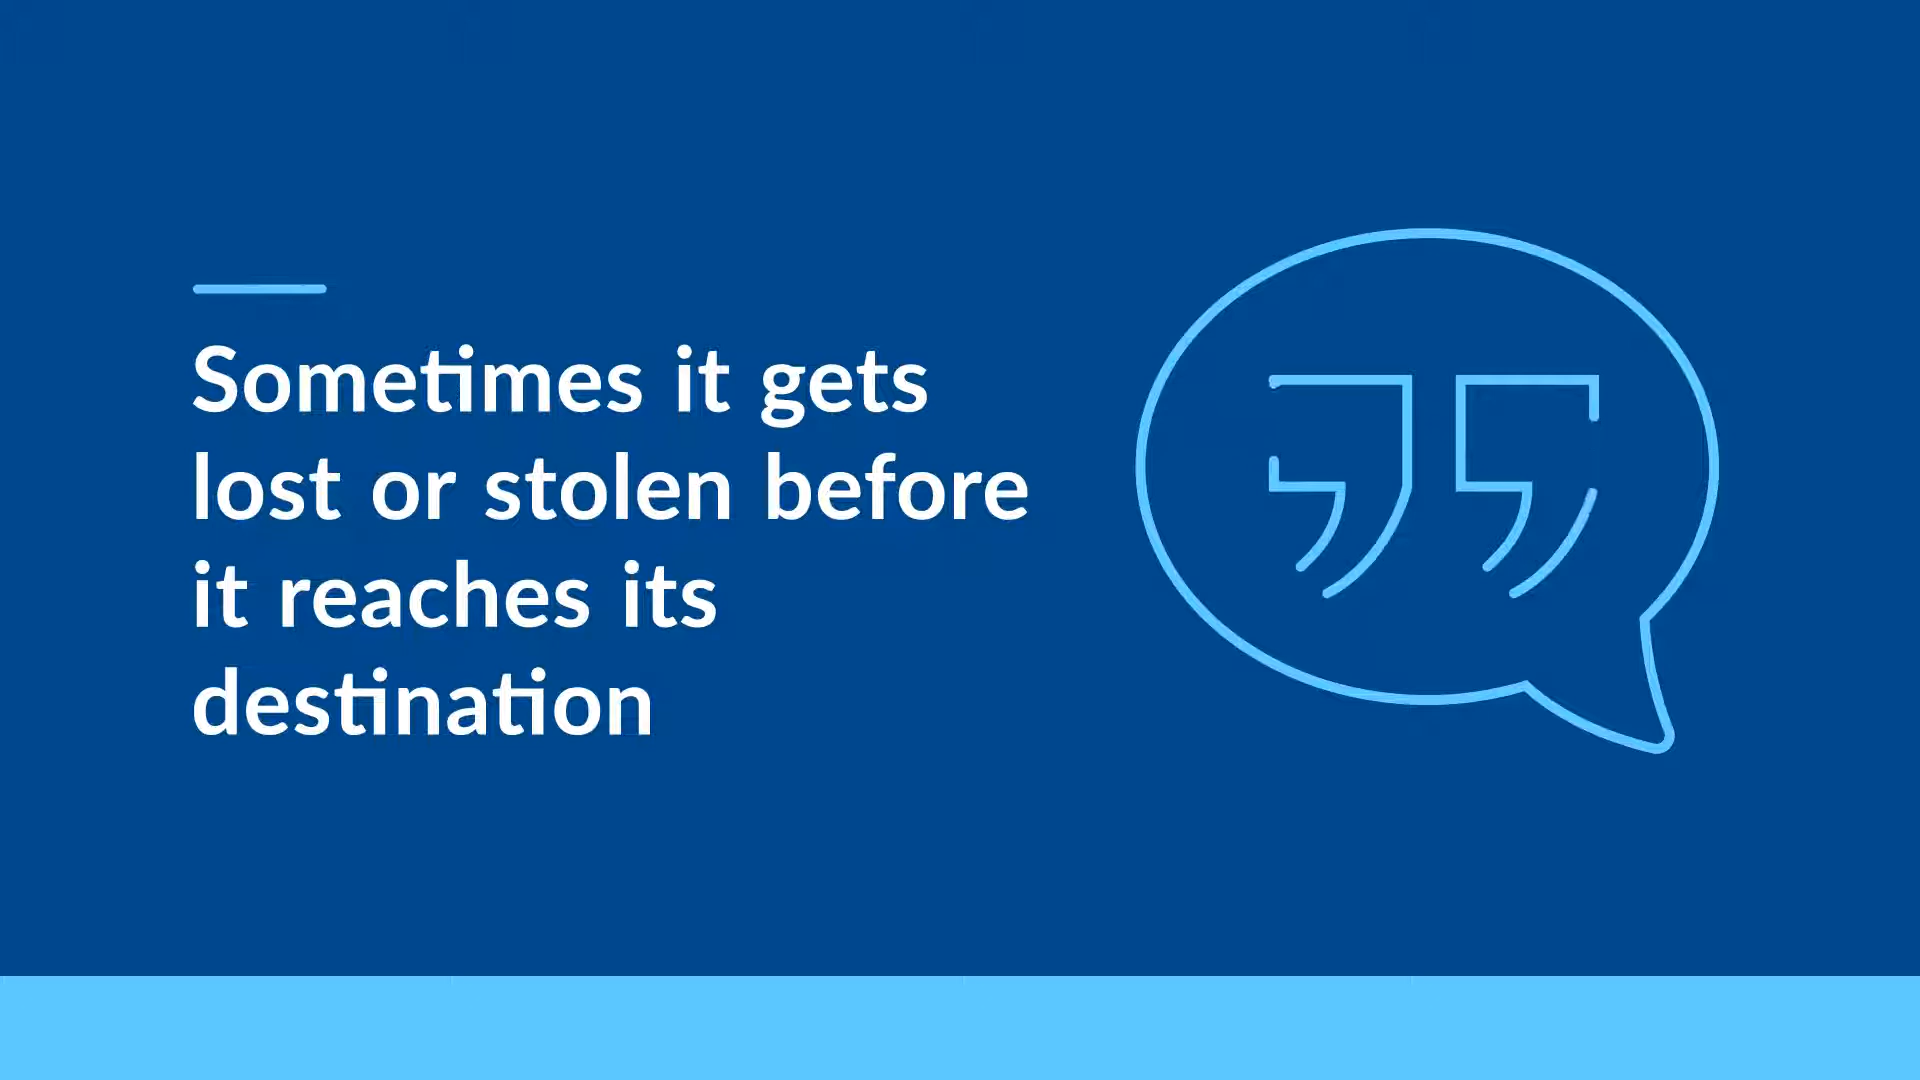 Sometimes it gets
lost or stolen before
it reaches its
destination